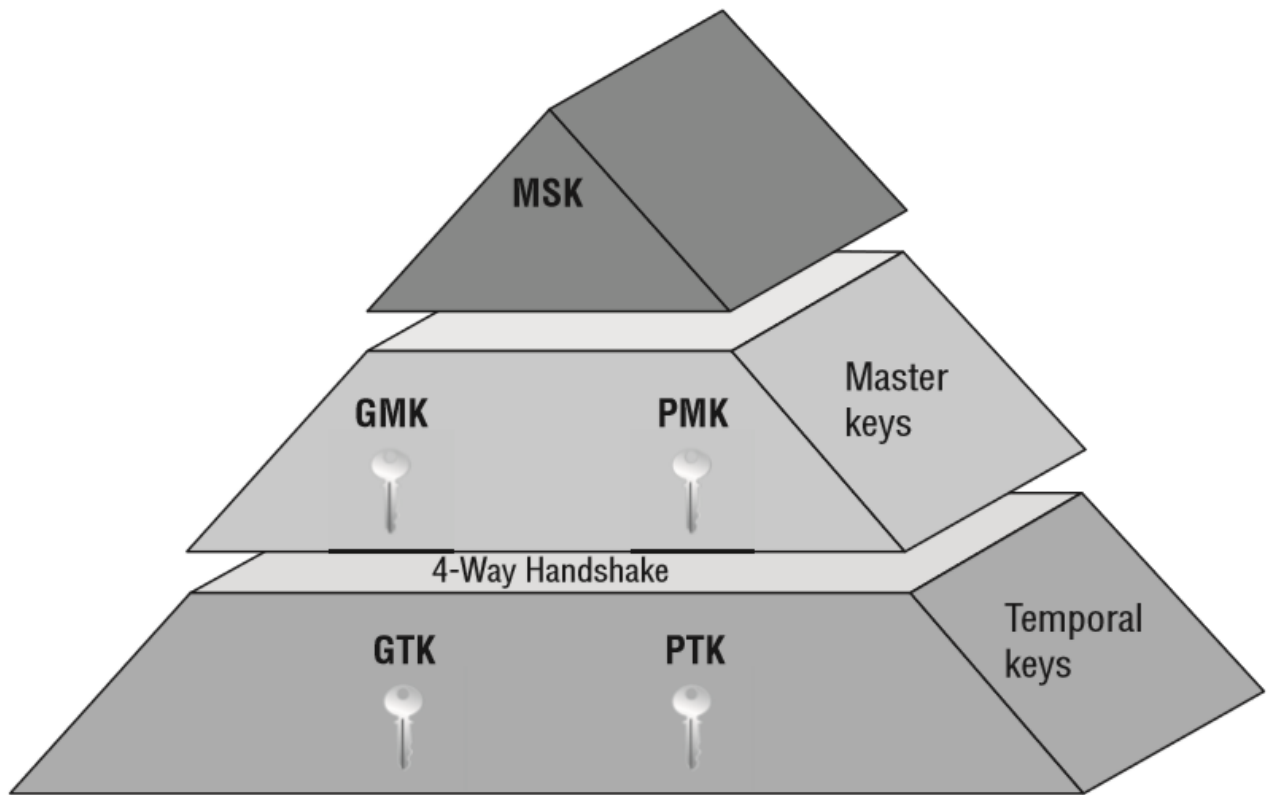 MSK
GMK
PMK
Master
keys
4-Way Handshake
GTK
PTK
Temporal
keys